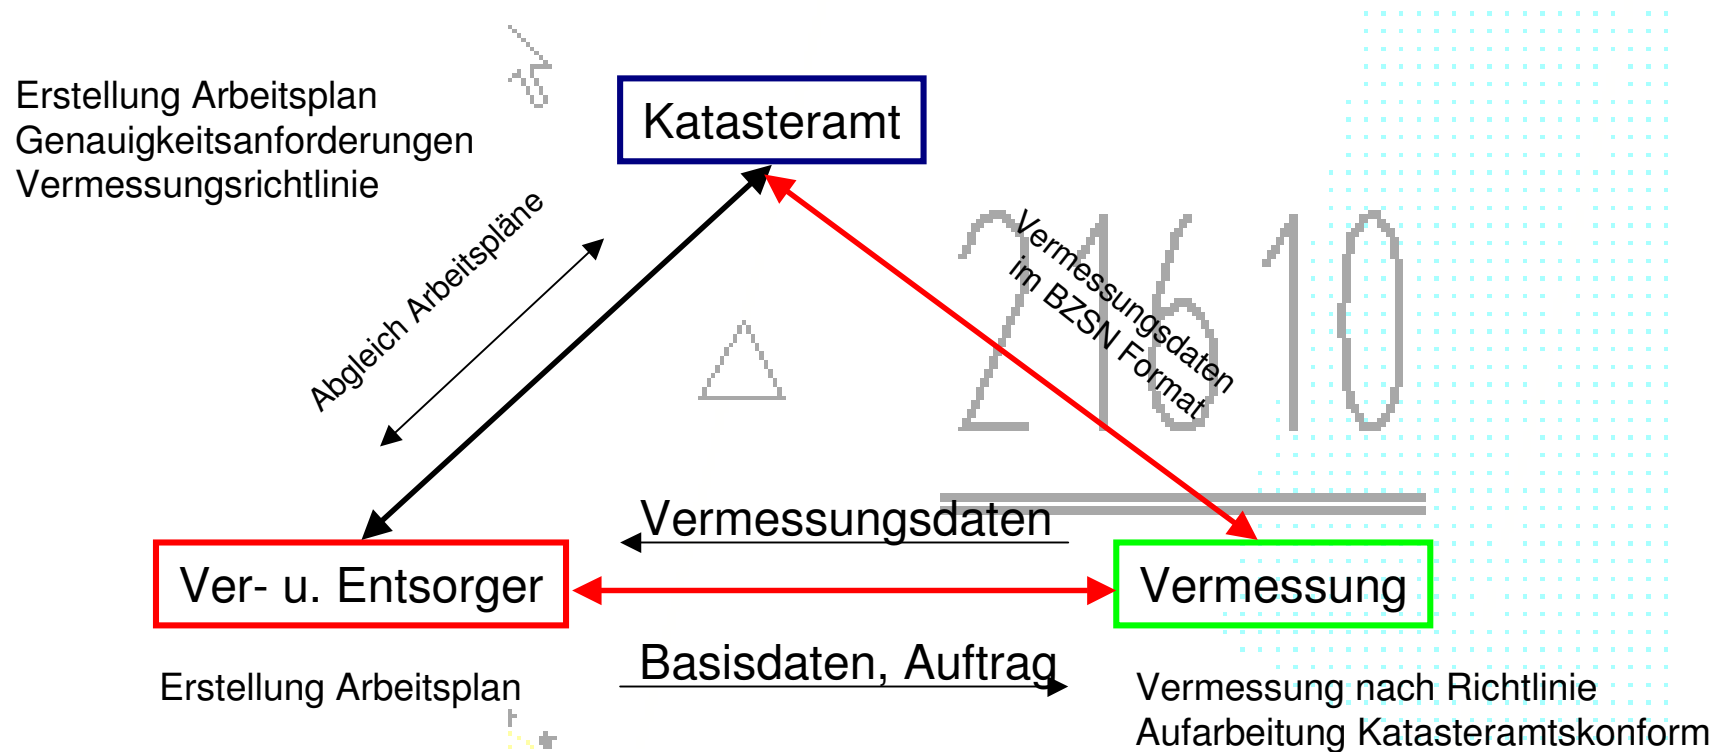 Erstellung Arbeitsplan
Genauigkeitsanforderungen
Vermessungsrichtlinie
Katasteramt
Abgleich Arbeitspläne
Vermessungsdaten
im BZSN Format
21610
Vermessungsdaten
Ver- u. Entsorger
Vermessung
Basisdaten, Auftrag
Erstellung Arbeitsplan
Vermessung nach Richtlinie
Aufarbeitung Katasteramtskonform